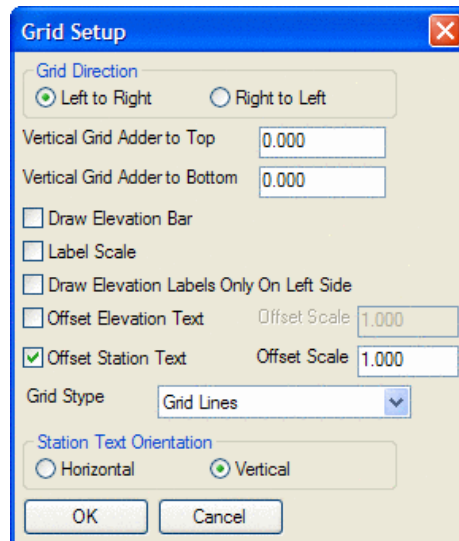 Grid Setup
Grid Direction
Left to Right Right to Left
Vertical Grid Adder to Top 0.000
Vertical Grid Adder to Bottom 0.000
Draw Elevation Bar
Label Scale
Draw Elevation Labels Only On Left Side
Offset Elevation Text Offset Scale 1.000
Offset Station Text Offset Scale 1.000
Grid Stype Grid Lines
Station Text Orientation
Horizontal Vertical
OK Cancel